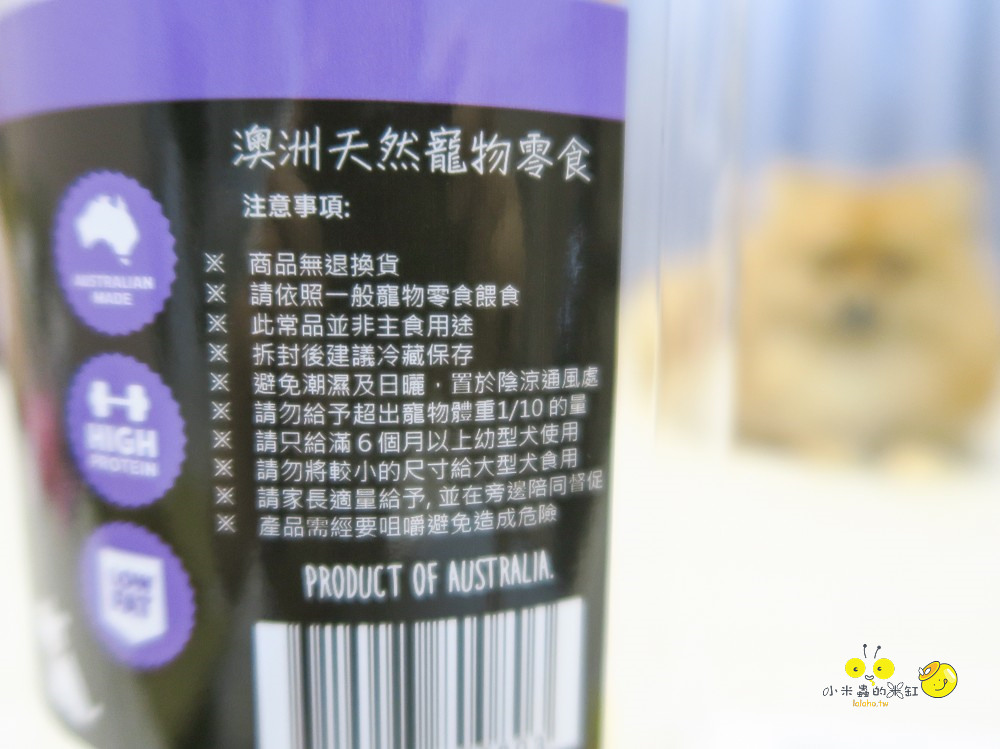 澳洲天然寵物零食
注意事項:
※ 商品無退換貨
※ 請依照一般寵物零食餵食
※ 此常品並非主食用途
※ 拆封後建議冷藏保存
※ 避免潮濕及日曬，置於陰涼通風處
※ 請勿給予超出寵物體重1/10的量
※ 請只給滿6個月以上幼型犬使用
※ 請勿將較小的尺寸給大型犬食用
※ 請家長適量給予, 並在旁邊陪同督促
※ 產品需經要咀嚼避免造成危險
PRODUCT OF AUSTRALIA.
AUSTRALIAN
MADE
HIGH
PROTEIN
LOW
FAT
小米蟲的米缸
lolcha.tw